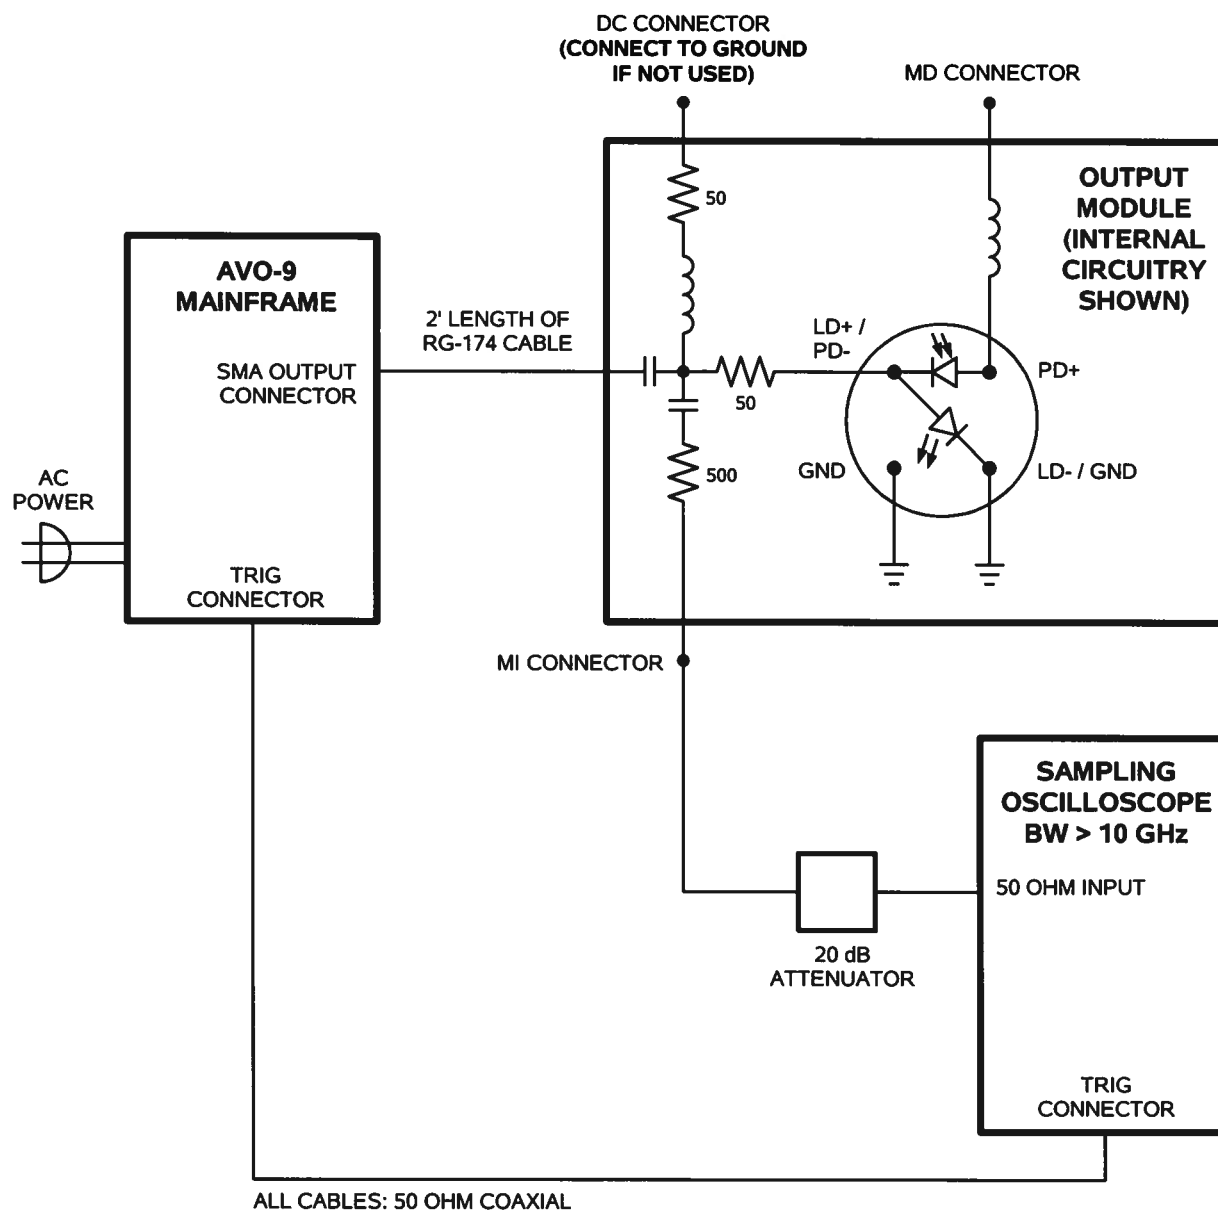 DC CONNECTOR
(CONNECT TO GROUND
IF NOT USED)
MD CONNECTOR
OUTPUT
MODULE
(INTERNAL
CIRCUITRY
SHOWN)
50
AVO-9
MAINFRAME
2' LENGTH OF
RG-174 CABLE
LD+ /
PD-
SMA OUTPUT
CONNECTOR
PD+
50
AC
POWER
500
GND
LD- / GND
TRIG
CONNECTOR
MI CONNECTOR
SAMPLING
OSCILLOSCOPE
BW > 10 GHz
50 OHM INPUT
20 dB
ATTENUATOR
TRIG
CONNECTOR
ALL CABLES: 50 OHM COAXIAL